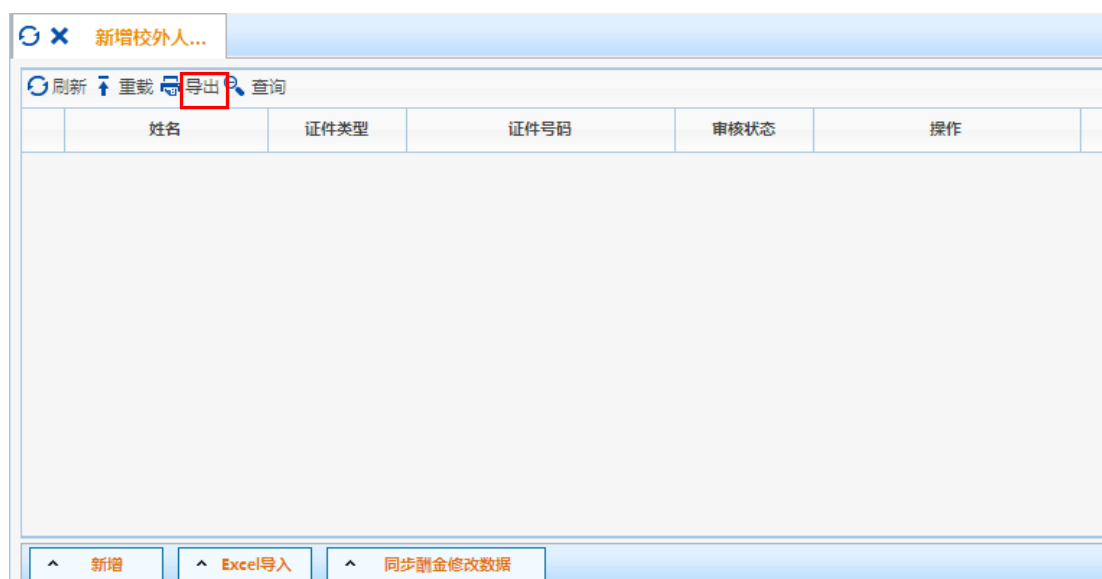 新增校外人...
刷新 重载 导出 查询
姓名 证件类型 证件号码 审核状态 操作
新增 Excel导入 同步酬金修改数据